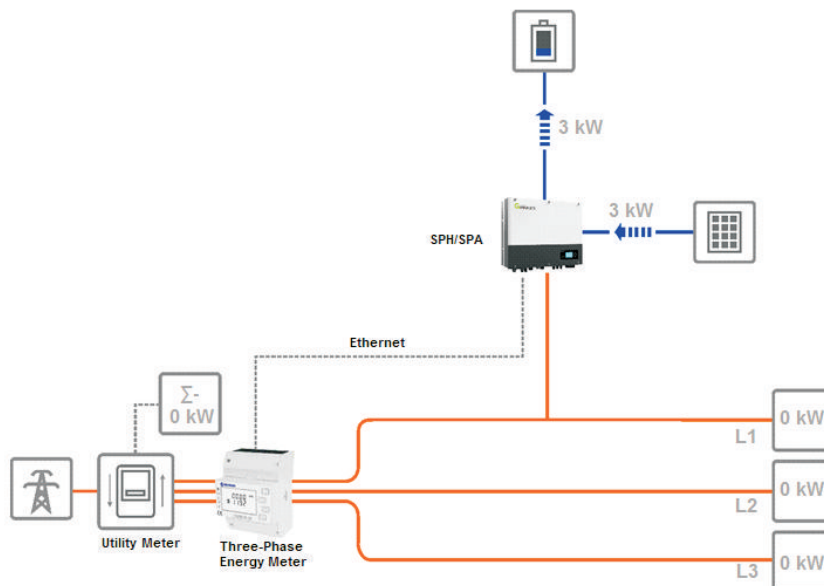 3 kW
3 kW
SPH/SPA
Ethernet
Σ-
0 kW
0 kW
L1
0 kW
L2
0 kW
L3
Utility Meter
Three-Phase
Energy Meter